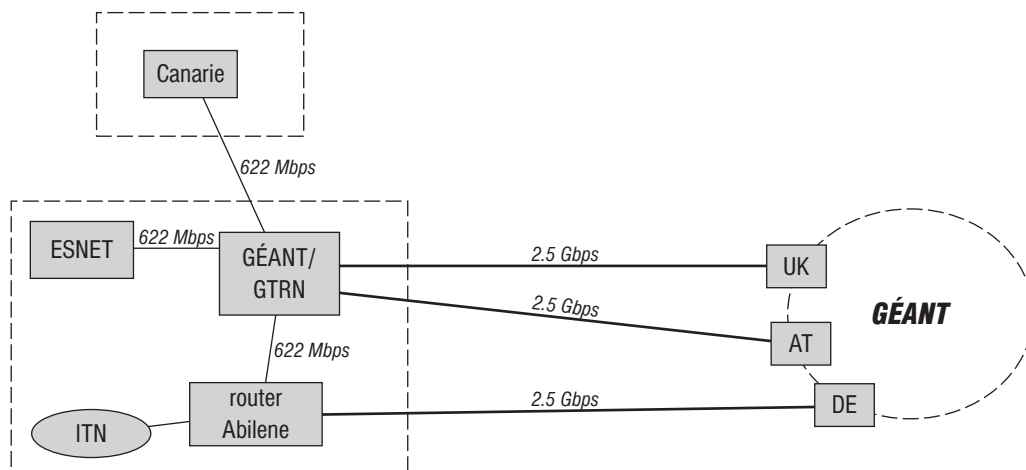 Canarie
622 Mbps
ESNET
622 Mbps
GÉANT/
GTRN
2.5 Gbps
UK
2.5 Gbps
GÉANT
AT
622 Mbps
router
Abilene
2.5 Gbps
DE
ITN